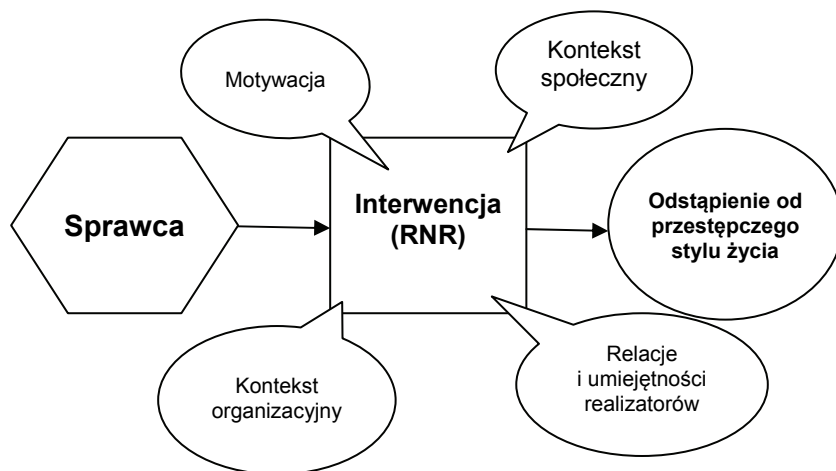 Motywacja
Kontekst
społeczny
Sprawca
Interwencja
(RNR)
Odstąpienie od
przestępczego
stylu życia
Kontekst
organizacyjny
Relacje
i umiejętności
realizatorów